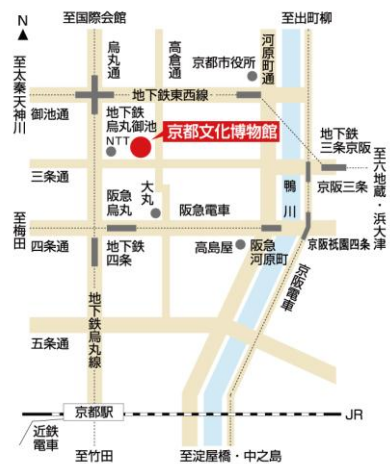 N
至国際会館
至出町柳
烏丸通
高倉通
河原町通
京都市役所
至太秦天神川
地下鉄東西線
御池通
地下鉄
烏丸御池
NTT
京都文化博物館
地下鉄
三条京阪
三条通
鴨川
京阪三条
至六地蔵・浜大津
大丸
阪急
烏丸
阪急電車
至梅田
四条通
地下鉄
四条
高島屋
阪急
河原町
京阪祇園四条
京阪電車
地下鉄烏丸線
五条通
京都駅
JR
近鉄
電車
至竹田
至淀屋橋・中之島